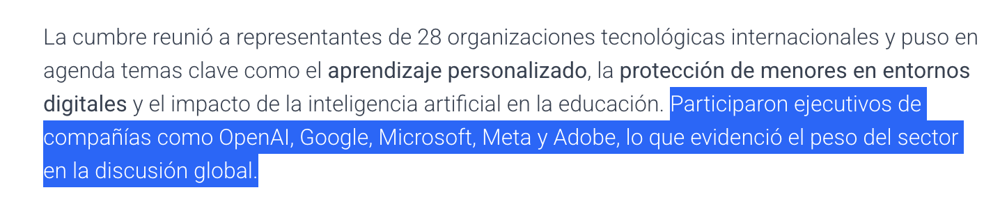 La cumbre reunió a representantes de 28 organizaciones tecnológicas internacionales y puso en
agenda temas clave como el aprendizaje personalizado, la protección de menores en entornos
digitales y el impacto de la inteligencia artificial en la educación. Participaron ejecutivos de
compañías como OpenAI, Google, Microsoft, Meta y Adobe, lo que evidenció el peso del sector
en la discusión global.